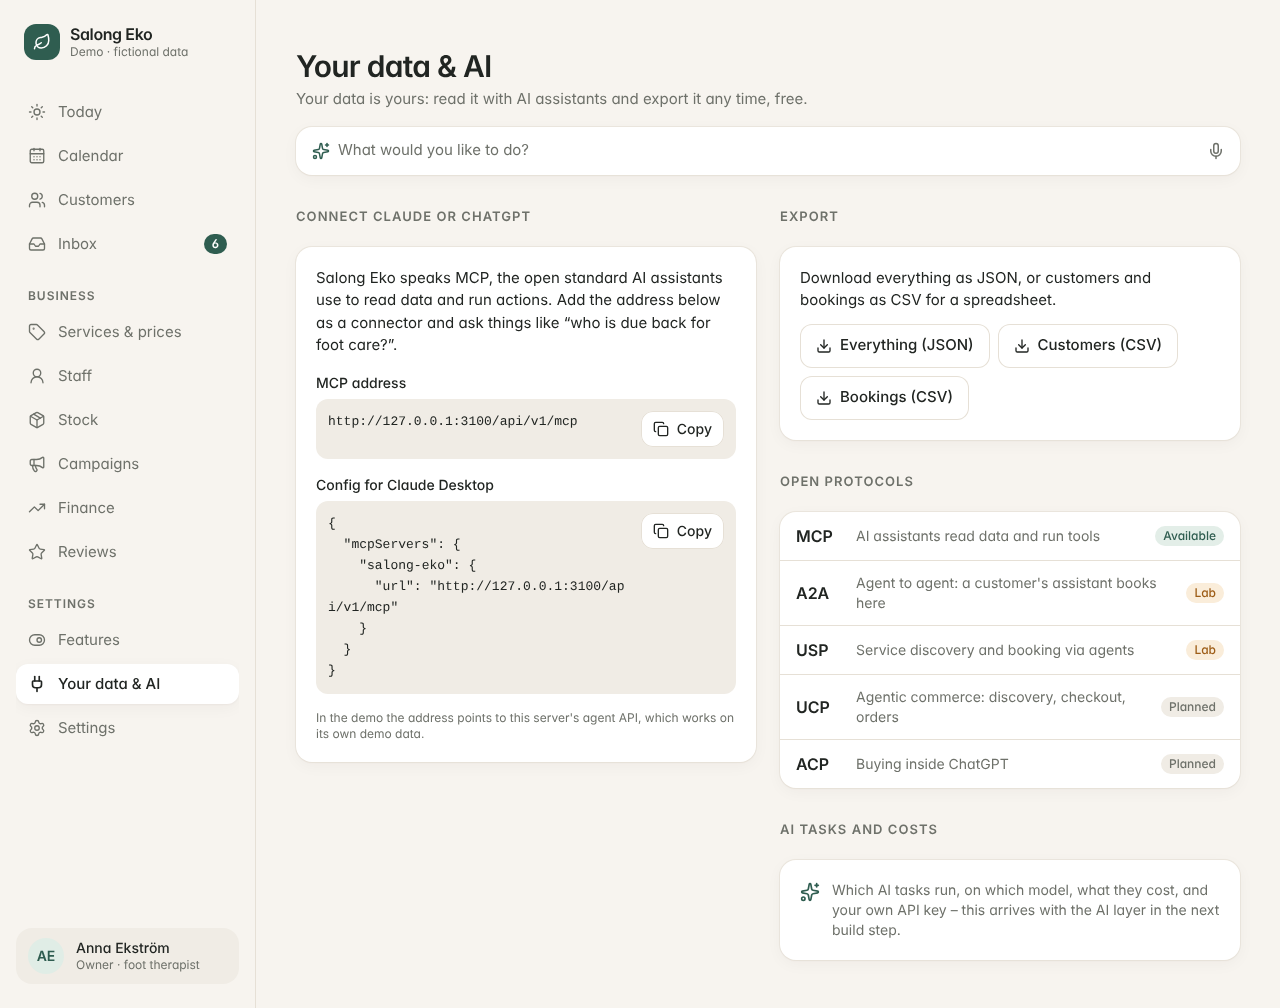 Salong Eko
Demo · fictional data
Today
Calendar
Customers
Inbox
6
BUSINESS
Services & prices
Staff
Stock
Campaigns
Finance
Reviews
SETTINGS
Features
Your data & AI
Settings
AE
Anna Ekström
Owner · foot therapist
Your data & AI
Your data is yours: read it with AI assistants and export it any time, free.
What would you like to do?
CONNECT CLAUDE OR CHATGPT
Salong Eko speaks MCP, the open standard AI assistants
use to read data and run actions. Add the address below
as a connector and ask things like “who is due back for
foot care?”.
MCP address
http://127.0.0.1:3100/api/v1/mcp
Copy
Config for Claude Desktop
Copy
{
  "mcpServers": {
    "salong-eko": {
      "url": "http://127.0.0.1:3100/ap
i/v1/mcp"
    }
  }
}
In the demo the address points to this server's agent API, which works on
its own demo data.
EXPORT
Download everything as JSON, or customers and
bookings as CSV for a spreadsheet.
Everything (JSON)
Customers (CSV)
Bookings (CSV)
OPEN PROTOCOLS
MCP
AI assistants read data and run tools
Available
A2A
Agent to agent: a customer's assistant books
here
Lab
USP
Service discovery and booking via agents
Lab
UCP
Agentic commerce: discovery, checkout,
orders
Planned
ACP
Buying inside ChatGPT
Planned
AI TASKS AND COSTS
Which AI tasks run, on which model, what they cost, and
your own API key – this arrives with the AI layer in the next
build step.